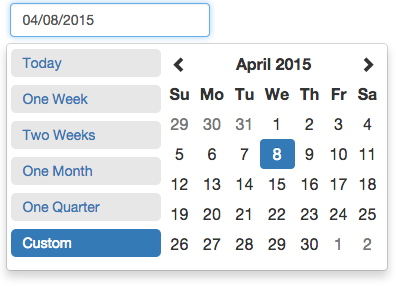 04/08/2015
Today
One Week
Two Weeks
One Month
One Quarter
Custom
April 2015
Su Mo Tu We Th Fr Sa
29 30 31 1 2 3 4
5 6 7 8 9 10 11
12 13 14 15 16 17 18
19 20 21 22 23 24 25
26 27 28 29 30 1 2